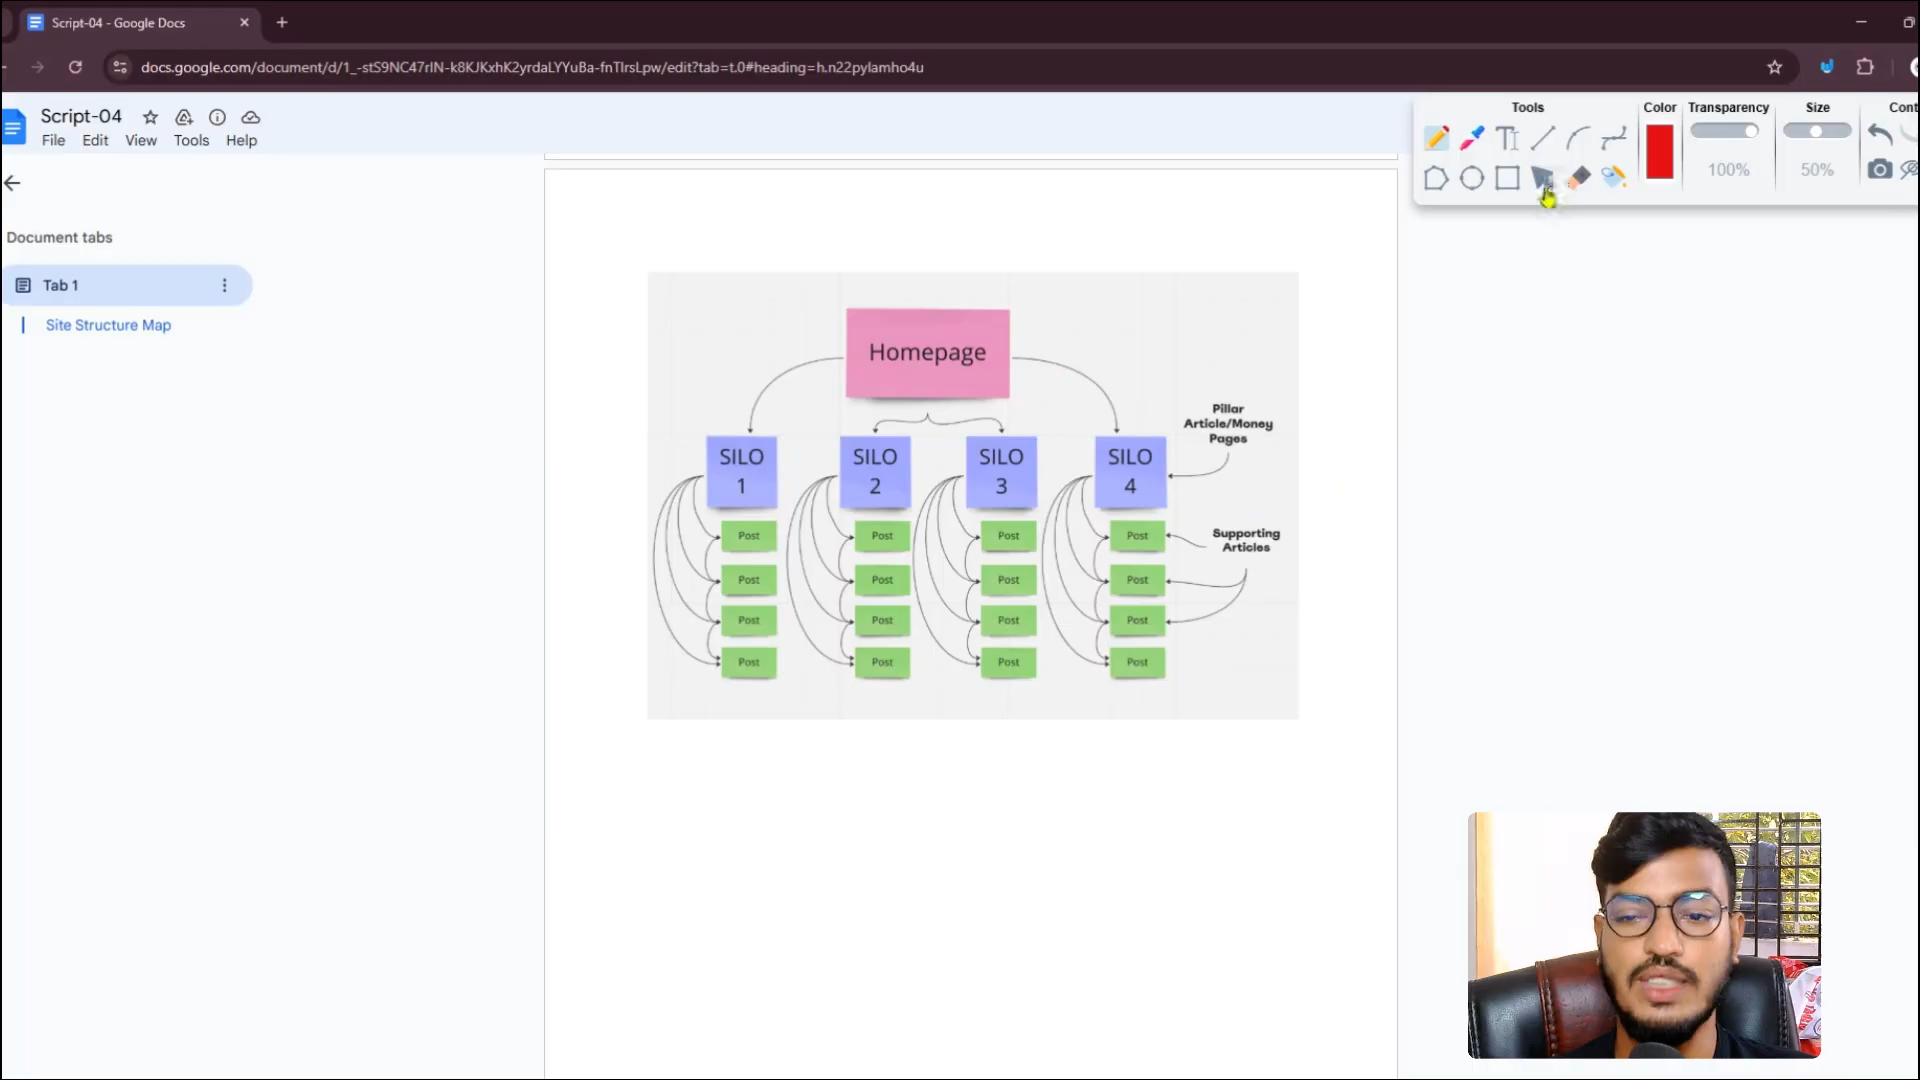 Script-04 - Google Docs
docs.google.com/document/d/1_-stS9NC47rIN-k8KJKxhK2yrdaLYYuBa-fnTIrsLpw/edit?tab=t.0#heading=h.n22pylamho4u
Script-04
File Edit View Tools Help
Tools
Color
Transparency
Size
100%
50%
Document tabs
Tab 1
Site Structure Map
Homepage
Pillar
Article/Money
Pages
SILO
1
SILO
2
SILO
3
SILO
4
Supporting
Articles
Post Post Post Post
Post Post Post Post
Post Post Post Post
Post Post Post Post